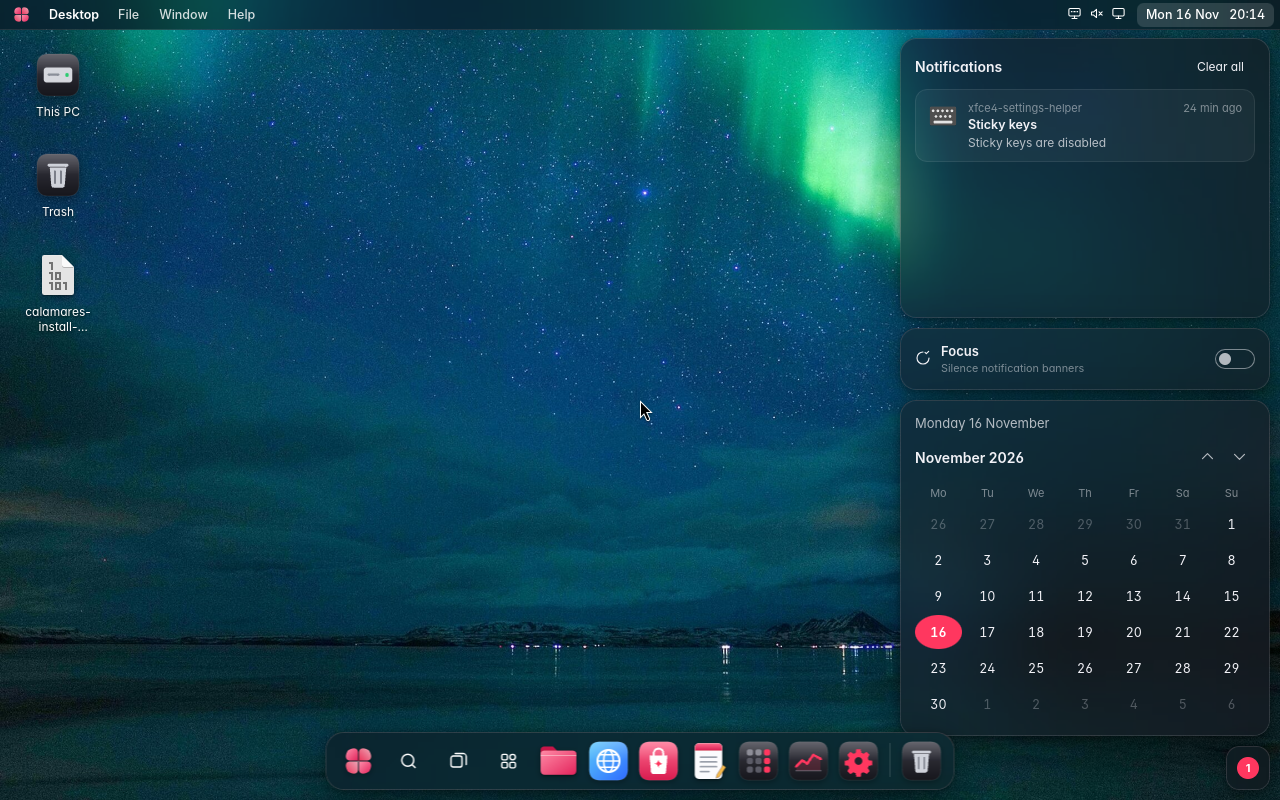 Desktop File Window Help
Mon 16 Nov 20:14
This PC
Trash
1
10
101
calamares-
install-...
Notifications
Clear all
xfce4-settings-helper
24 min ago
Sticky keys
Sticky keys are disabled
Focus
Silence notification banners
Monday 16 November
November 2026
Mo Tu We Th Fr Sa Su
26 27 28 29 30 31 1
2 3 4 5 6 7 8
9 10 11 12 13 14 15
16 17 18 19 20 21 22
23 24 25 26 27 28 29
30 1 2 3 4 5 6
1